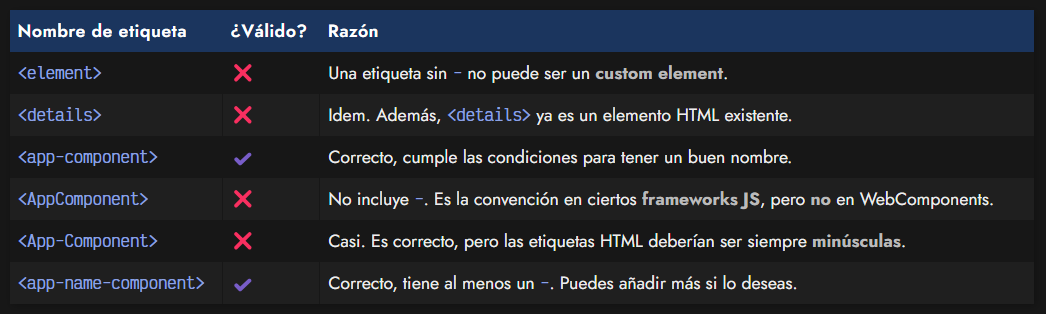 Nombre de etiqueta ¿Válido? Razón
<element> ❌ Una etiqueta sin - no puede ser un custom element.
<details> ❌ Idem. Además, <details> ya es un elemento HTML existente.
<app-component> ✔ Correcto, cumple las condiciones para tener un buen nombre.
<AppComponent> ❌ No incluye -. Es la convención en ciertos frameworks JS, pero no en WebComponents.
<App-Component> ❌ Casi. Es correcto, pero las etiquetas HTML deberían ser siempre minúsculas.
<app-name-component> ✔ Correcto, tiene al menos un -. Puedes añadir más si lo deseas.